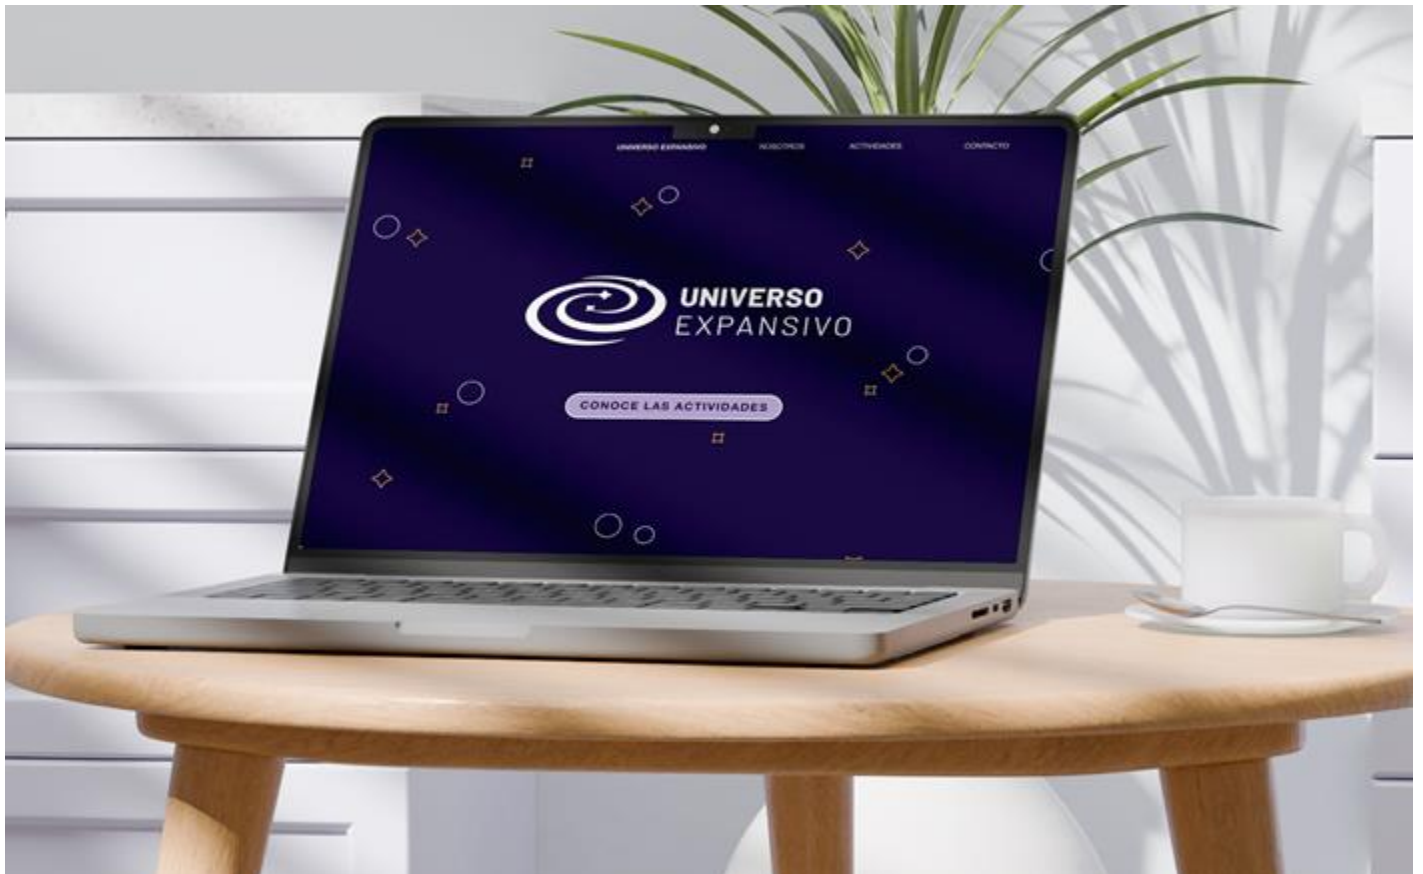 UNIVERSO EXPANSIVO NOSOTROS ACTIVIDADES CONTACTO
UNIVERSO
EXPANSIVO
CONOCE LAS ACTIVIDADES